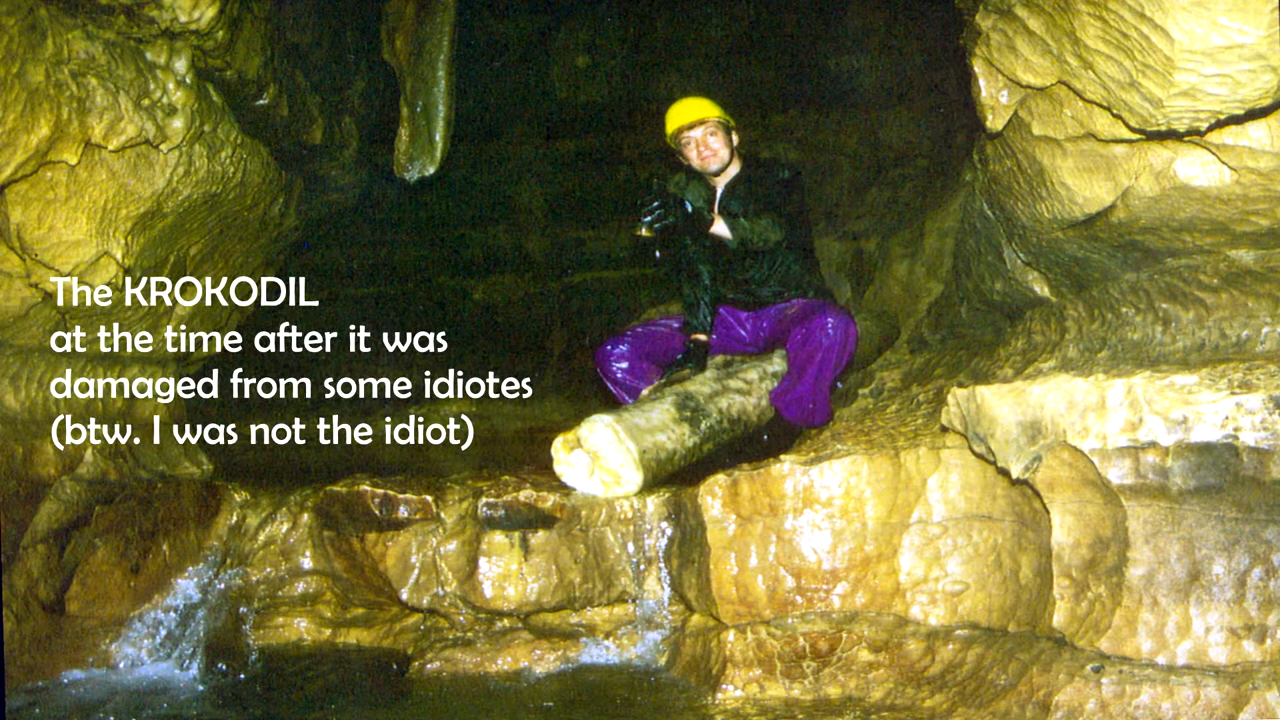 The KROKODIL
at the time after it was
damaged from some idiotes
(btw. I was not the idiot)